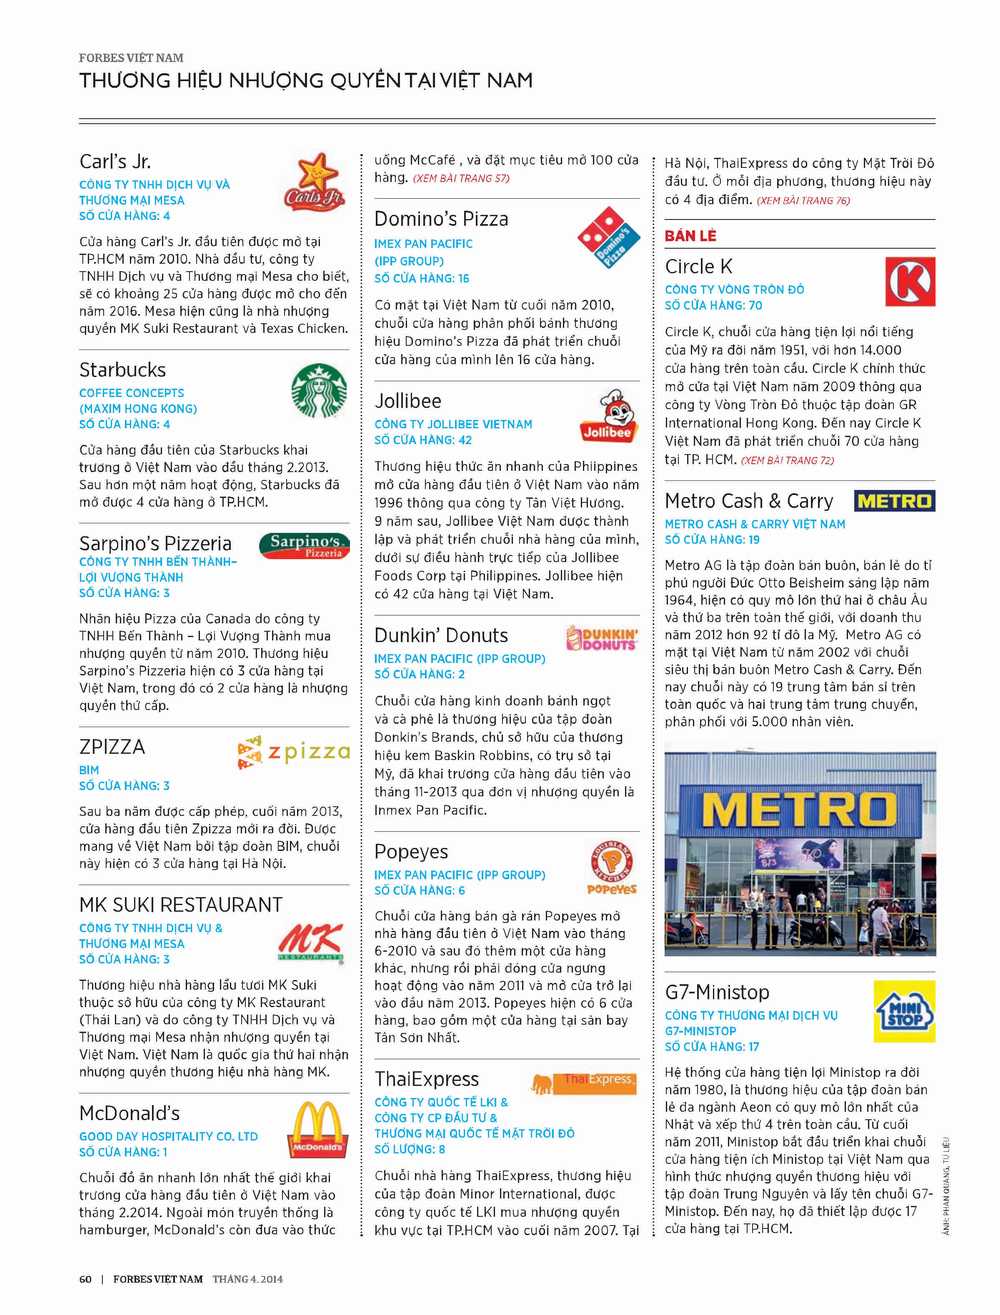 FORBES VIỆT NAM
THƯƠNG HIỆU NHƯỢNG QUYỀN TẠI VIỆT NAM
Carl's Jr.
CÔNG TY TNHH DỊCH VỤ VÀ
THƯƠNG MẠI MESA
SỐ CỬA HÀNG: 4
Carl's Jr.
Cửa hàng Carl's Jr. đầu tiên được mở tại
TP.HCM năm 2010. Nhà đầu tư, công ty
TNHH Dịch vụ và Thương mại Mesa cho biết,
sẽ có khoảng 25 cửa hàng được mở cho đến
năm 2016. Mesa hiện cũng là nhà nhượng
quyền MK Suki Restaurant và Texas Chicken.
Starbucks
COFFEE CONCEPTS
(MAXIM HONG KONG)
SỐ CỬA HÀNG: 4
Cửa hàng đầu tiên của Starbucks khai
trương ở Việt Nam vào đầu tháng 2.2013.
Sau hơn một năm hoạt động, Starbucks đã
mở được 4 cửa hàng ở TP.HCM.
Sarpino's Pizzeria
Sarpino's
Pizzeria
CÔNG TY TNHH BẾN THÀNH–
LỢI VƯỢNG THÀNH
SỐ CỬA HÀNG: 3
Nhãn hiệu Pizza của Canada do công ty
TNHH Bến Thành – Lợi Vượng Thành mua
nhượng quyền từ năm 2010. Thương hiệu
Sarpino's Pizzeria hiện có 3 cửa hàng tại
Việt Nam, trong đó có 2 cửa hàng là nhượng
quyền thứ cấp.
ZPIZZA
zpizza
BIM
SỐ CỬA HÀNG: 3
Sau ba năm được cấp phép, cuối năm 2013,
cửa hàng đầu tiên Zpizza mới ra đời. Được
mang về Việt Nam bởi tập đoàn BIM, chuỗi
này hiện có 3 cửa hàng tại Hà Nội.
MK SUKI RESTAURANT
CÔNG TY TNHH DỊCH VỤ &
THƯƠNG MẠI MESA
SỐ CỬA HÀNG: 3
MK
RESTAURANTS
Thương hiệu nhà hàng lẩu tươi MK Suki
thuộc sở hữu của công ty MK Restaurant
(Thái Lan) và do công ty TNHH Dịch vụ và
Thương mại Mesa nhận nhượng quyền tại
Việt Nam. Việt Nam là quốc gia thứ hai nhận
nhượng quyền thương hiệu nhà hàng MK.
McDonald's
GOOD DAY HOSPITALITY CO. LTD
SỐ CỬA HÀNG: 1
McDonald's
Chuỗi đồ ăn nhanh lớn nhất thế giới khai
trương cửa hàng đầu tiên ở Việt Nam vào
tháng 2.2014. Ngoài món truyền thống là
hamburger, McDonald's còn đưa vào thức
uống McCafé , và đặt mục tiêu mở 100 cửa
hàng. (XEM BÀI TRANG 57)
Domino's Pizza
IMEX PAN PACIFIC
(IPP GROUP)
SỐ CỬA HÀNG: 16
Domino's
Pizza
Có mặt tại Việt Nam từ cuối năm 2010,
chuỗi cửa hàng phân phối bánh thương
hiệu Domino's Pizza đã phát triển chuỗi
cửa hàng của mình lên 16 cửa hàng.
Jollibee
CÔNG TY JOLLIBEE VIETNAM
SỐ CỬA HÀNG: 42
Jollibee
Thương hiệu thức ăn nhanh của Phiippines
mở cửa hàng đầu tiên ở Việt Nam vào năm
1996 thông qua công ty Tân Việt Hương.
9 năm sau, Jollibee Việt Nam được thành
lập và phát triển chuỗi nhà hàng của mình,
dưới sự điều hành trực tiếp của Jollibee
Foods Corp tại Philippines. Jollibee hiện
có 42 cửa hàng tại Việt Nam.
Dunkin' Donuts
DUNKIN'
DONUTS
IMEX PAN PACIFIC (IPP GROUP)
SỐ CỬA HÀNG: 2
Chuỗi cửa hàng kinh doanh bánh ngọt
và cà phê là thương hiệu của tập đoàn
Donkin's Brands, chủ sở hữu của thương
hiệu kem Baskin Robbins, có trụ sở tại
Mỹ, đã khai trương cửa hàng đầu tiên vào
tháng 11-2013 qua đơn vị nhượng quyền là
Inmex Pan Pacific.
Popeyes
IMEX PAN PACIFIC (IPP GROUP)
SỐ CỬA HÀNG: 6
LOUISIANA
KITCHEN
POPEYES
Chuỗi cửa hàng bán gà rán Popeyes mở
nhà hàng đầu tiên ở Việt Nam vào tháng
6-2010 và sau đó thêm một cửa hàng
khác, nhưng rồi phải đóng cửa ngưng
hoạt động vào năm 2011 và mở cửa trở lại
vào đầu năm 2013. Popeyes hiện có 6 cửa
hàng, bao gồm một cửa hàng tại sân bay
Tân Sơn Nhất.
ThaiExpress
ThaiExpress
CÔNG TY QUỐC TẾ LKI &
CÔNG TY CP ĐẦU TƯ &
THƯƠNG MẠI QUỐC TẾ MẶT TRỜI ĐỎ
SỐ LƯỢNG: 8
Chuỗi nhà hàng ThaiExpress, thương hiệu
của tập đoàn Minor International, được
công ty quốc tế LKI mua nhượng quyền
khu vực tại TP.HCM vào cuối năm 2007. Tại
Hà Nội, ThaiExpress do công ty Mặt Trời Đỏ
đầu tư. Ở mỗi địa phương, thương hiệu này
có 4 địa điểm. (XEM BÀI TRANG 76)
BÁN LẺ
Circle K
CÔNG TY VÒNG TRÒN ĐỎ
SỐ CỬA HÀNG: 70
K
Circle K, chuỗi cửa hàng tiện lợi nổi tiếng
của Mỹ ra đời năm 1951, với hơn 14.000
cửa hàng trên toàn cầu. Circle K chính thức
mở cửa tại Việt Nam năm 2009 thông qua
công ty Vòng Tròn Đỏ thuộc tập đoàn GR
International Hong Kong. Đến nay Circle K
Việt Nam đã phát triển chuỗi 70 cửa hàng
tại TP. HCM. (XEM BÀI TRANG 72)
Metro Cash & Carry
METRO
METRO CASH & CARRY VIỆT NAM
SỐ CỬA HÀNG: 19
Metro AG là tập đoàn bán buôn, bán lẻ do tỉ
phú người Đức Otto Beisheim sáng lập năm
1964, hiện có quy mô lớn thứ hai ở châu Âu
và thứ ba trên toàn thế giới, với doanh thu
năm 2012 hơn 92 tỉ đô la Mỹ. Metro AG có
mặt tại Việt Nam từ năm 2002 với chuỗi
siêu thị bán buôn Metro Cash & Carry. Đến
nay chuỗi này có 19 trung tâm bán sỉ trên
toàn quốc và hai trung tâm trung chuyển,
phân phối với 5.000 nhân viên.
METRO
8/3
G7-Ministop
CÔNG TY THƯƠNG MẠI DỊCH VỤ
G7-MINISTOP
SỐ CỬA HÀNG: 17
MINI
STOP
Hệ thống cửa hàng tiện lợi Ministop ra đời
năm 1980, là thương hiệu của tập đoàn bán
lẻ đa ngành Aeon có quy mô lớn nhất của
Nhật và xếp thứ 4 trên toàn cầu. Từ cuối
năm 2011, Ministop bắt đầu triển khai chuỗi
cửa hàng tiện ích Ministop tại Việt Nam qua
hình thức nhượng quyền thương hiệu với
tập đoàn Trung Nguyên và lấy tên chuỗi G7-
Ministop. Đến nay, họ đã thiết lập được 17
cửa hàng tại TP.HCM.
ẢNH: PHAN QUANG, TƯ LIỆU
60 | FORBES VIỆT NAM THÁNG 4. 2014